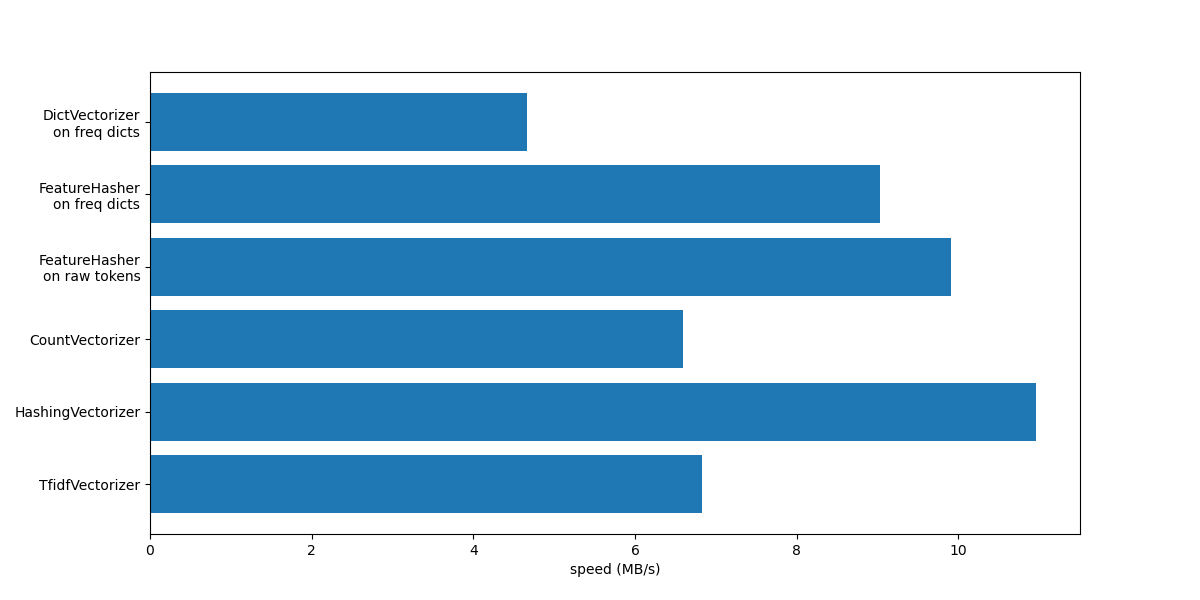 DictVectorizer
on freq dicts
FeatureHasher
on freq dicts
FeatureHasher
on raw tokens
CountVectorizer
HashingVectorizer
TfidfVectorizer
0 2 4 6 8 10
speed (MB/s)